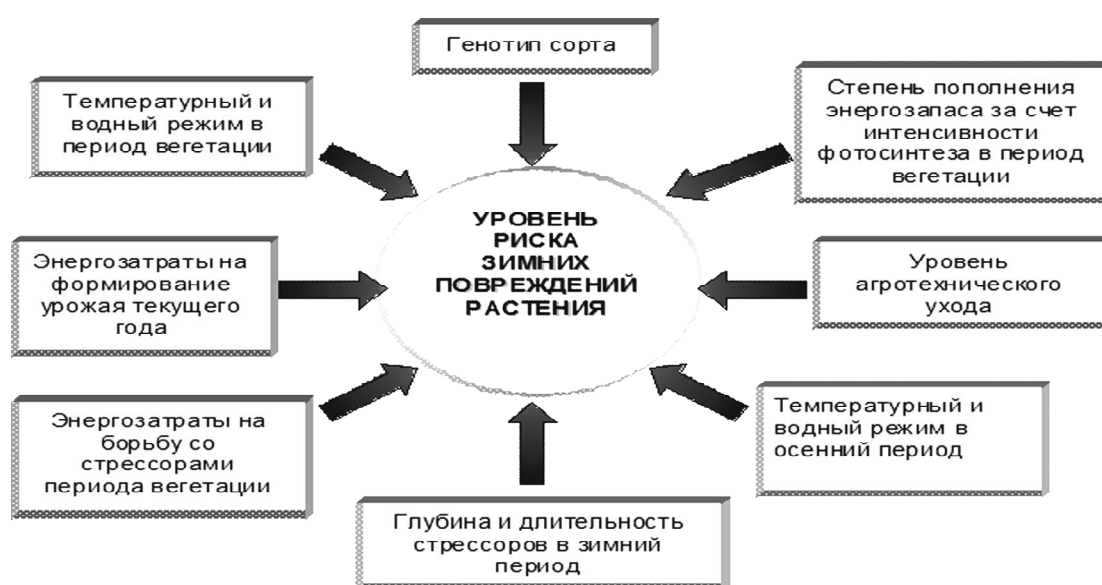 Генотип сорта
Температурный и
водный режим в
период вегетации
Степень пополнения
энергозапаса за счет
интенсивности
фотосинтеза в период
вегетации
УРОВЕНЬ
РИСКА
ЗИМНИХ
ПОВРЕЖДЕНИЙ
РАСТЕНИЯ
Энергозатраты на
формирование
урожая текущего
года
Уровень
агротехнического
ухода
Энергозатраты на
борьбу со
стрессорами
периода вегетации
Температурный и
водный режим в
осенний период
Глубина и длительность
стрессоров в зимний
период